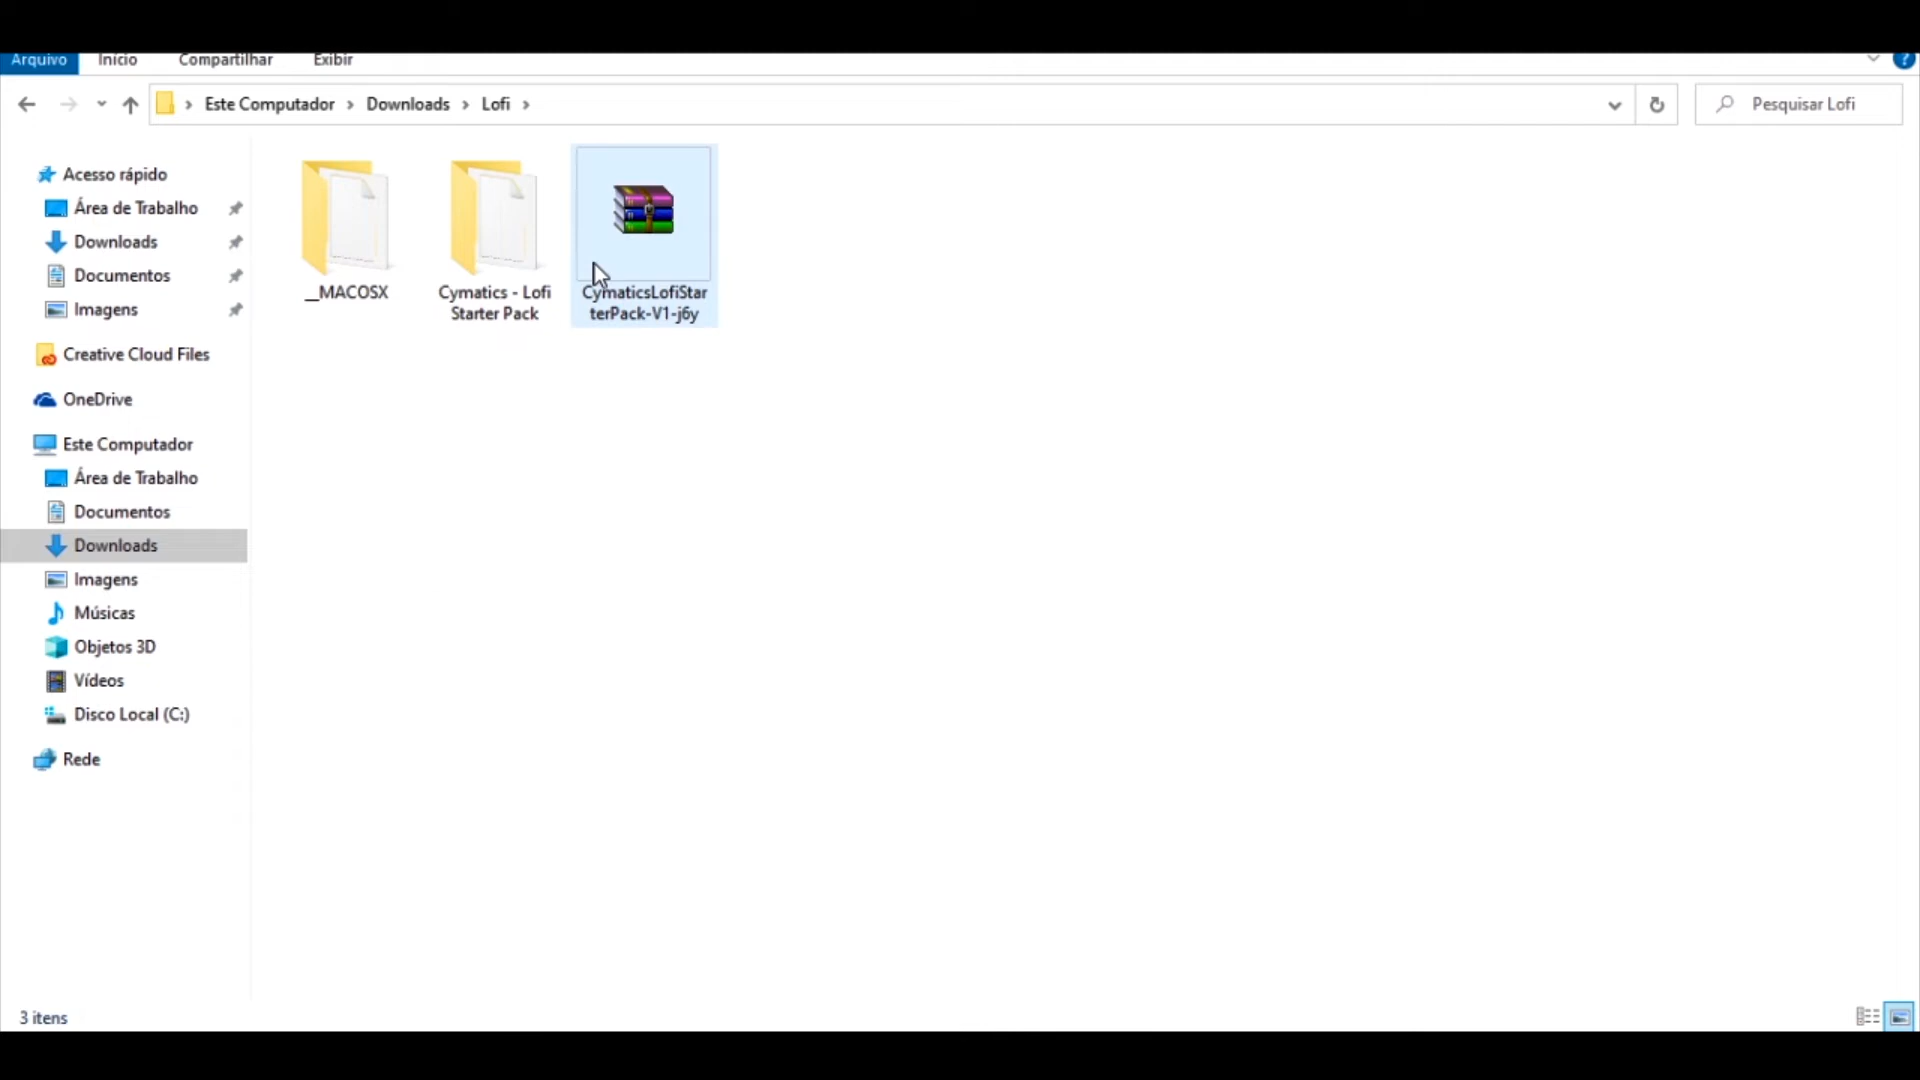 Arquivo Início Compartilhar Exibir
Este Computador Downloads Lofi
Pesquisar Lofi
Acesso rápido
Área de Trabalho
Downloads
Documentos
Imagens
Creative Cloud Files
OneDrive
Este Computador
Área de Trabalho
Documentos
Downloads
Imagens
Músicas
Objetos 3D
Vídeos
Disco Local (C:)
Rede
__MACOSX
Cymatics - Lofi
Starter Pack
CymaticsLofiStar
terPack-V1-j6y
3 itens